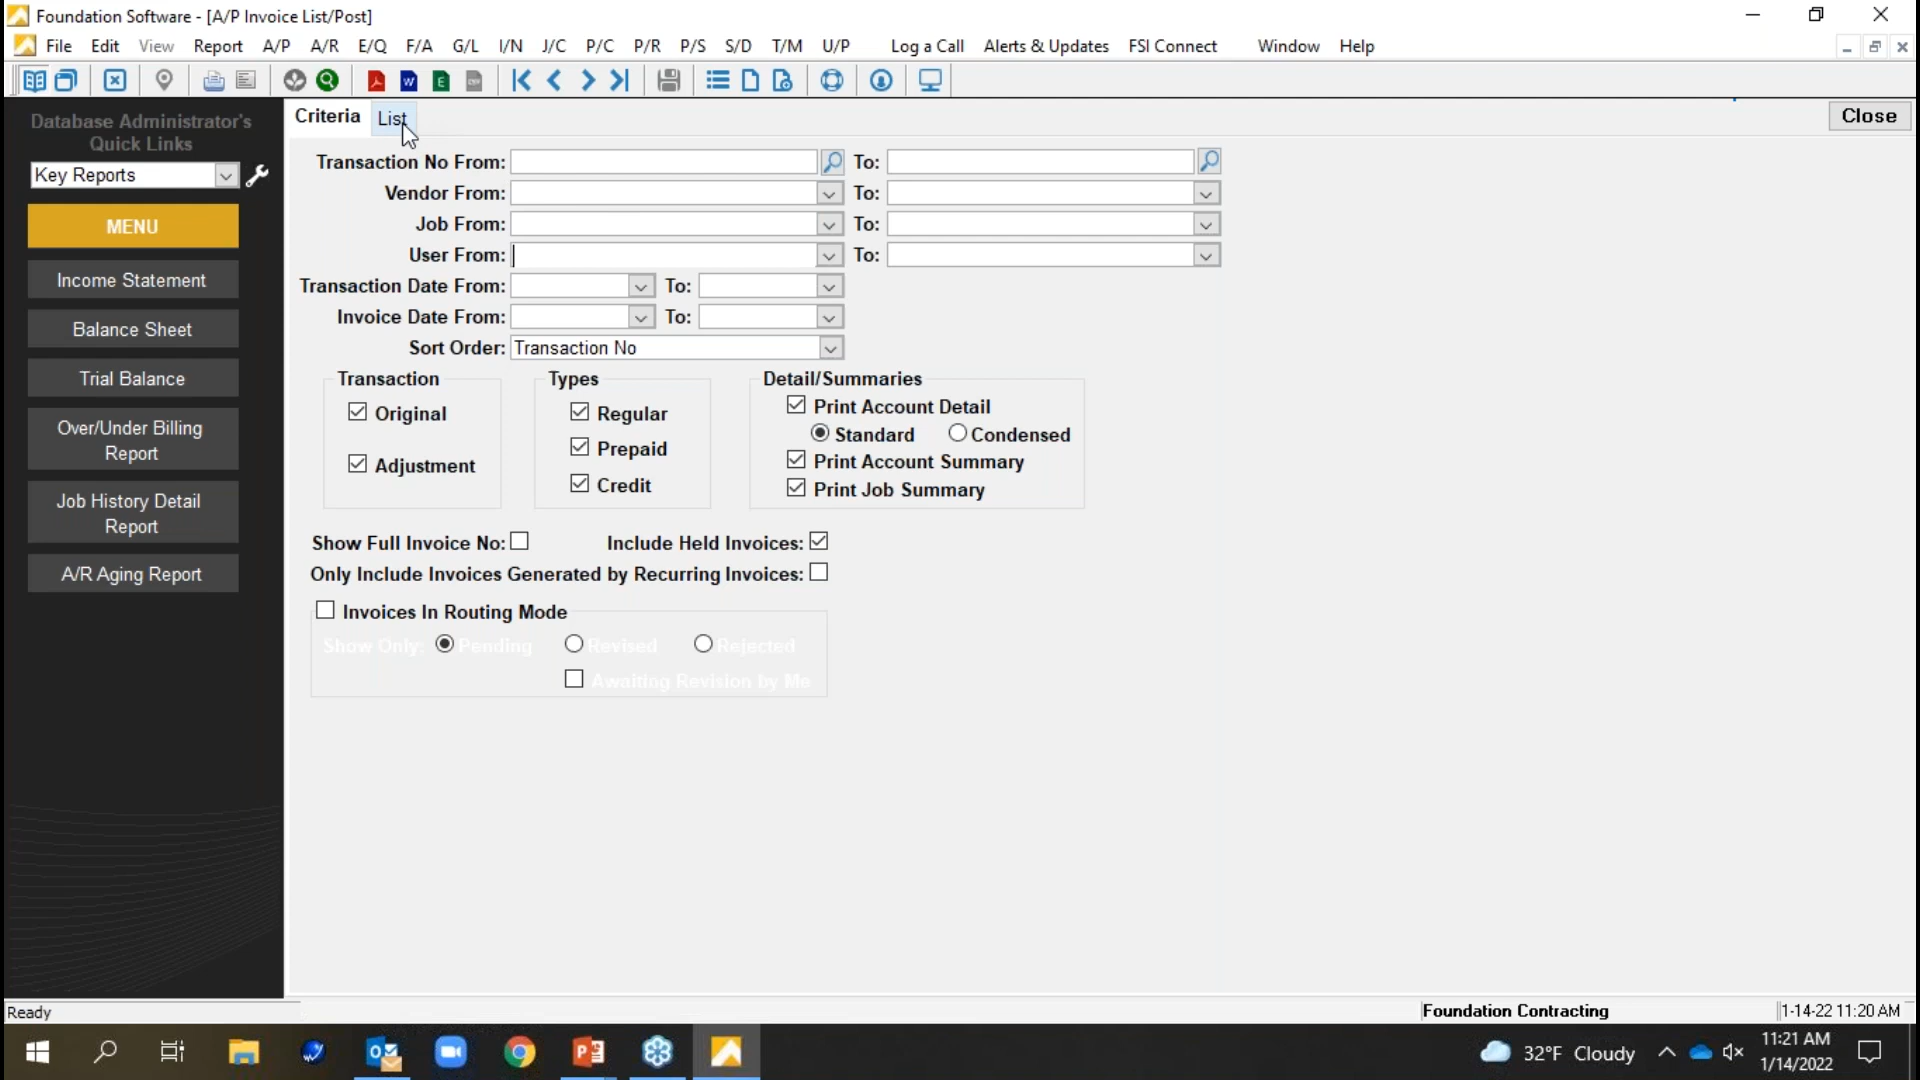 Foundation Software - [A/P Invoice List/Post]
File Edit View Report A/P A/R E/Q F/A G/L I/N J/C P/C P/R P/S S/D T/M U/P Log a Call Alerts & Updates FSI Connect Window Help
Database Administrator's
Quick Links
Key Reports
MENU
Income Statement
Balance Sheet
Trial Balance
Over/Under Billing
Report
Job History Detail
Report
A/R Aging Report
Criteria List Close
Transaction No From: To:
Vendor From: To:
Job From: To:
User From: To:
Transaction Date From: To:
Invoice Date From: To:
Sort Order: Transaction No
Transaction Types Detail/Summaries
Original Regular Print Account Detail
Standard Condensed
Prepaid Print Account Summary
Adjustment
Credit Print Job Summary
Show Full Invoice No: Include Held Invoices:
Only Include Invoices Generated by Recurring Invoices:
Invoices In Routing Mode
Show Only: Pending Revised Rejected
Awaiting Revision by Me
Ready Foundation Contracting 1-14-22 11:20 AM
32°F Cloudy 11:21 AM
1/14/2022